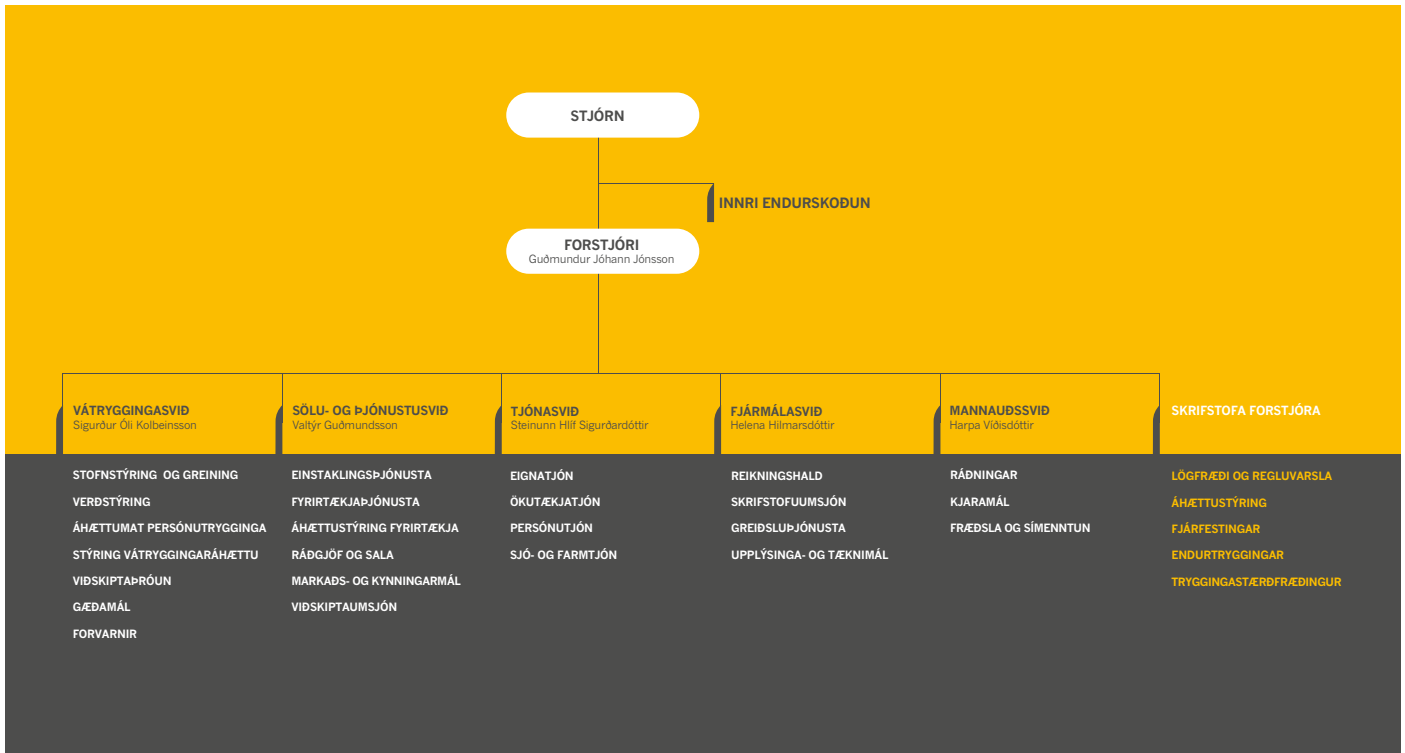 STJÓRN
INNRI ENDURSKOÐUN
FORSTJÓRI
Guðmundur Jóhann Jónsson
VÁTRYGGINGASVIÐ
Sigurður Óli Kolbeinsson
STOFNSTÝRING OG GREINING
VERÐSTÝRING
ÁHÆTTUMAT PERSÓNUTRYGGINGA
STÝRING VÁTRYGGINGARÁHÆTTU
VIÐSKIPTAÞRÓUN
GÆÐAMÁL
FORVARNIR
SÖLU- OG ÞJÓNUSTUSVIÐ
Valtýr Guðmundsson
EINSTAKLINGSÞJÓNUSTA
FYRIRTÆKJAÞJÓNUSTA
ÁHÆTTUSTÝRING FYRIRTÆKJA
RÁÐGJÖF OG SALA
MARKAÐS- OG KYNNINGARMÁL
VIÐSKIPTAUMSJÓN
TJÓNASVIÐ
Steinunn Hlíf Sigurðardóttir
EIGNATJÓN
ÖKUTÆKJATJÓN
PERSÓNUTJÓN
SJÓ- OG FARMTJÓN
FJÁRMÁLASVIÐ
Helena Hilmarsdóttir
REIKNINGSHALD
SKRIFSTOFUUMSJÓN
GREIÐSLUÞJÓNUSTA
UPPLÝSINGA- OG TÆKNIMÁL
MANNAUÐSSVIÐ
Harpa Víðisdóttir
RÁÐNINGAR
KJARAMÁL
FRÆÐSLA OG SÍMENNTUN
SKRIFSTOFA FORSTJÓRA
LÖGFRÆÐI OG REGLUVARSLA
ÁHÆTTUSTÝRING
FJÁRFESTINGAR
ENDURTRYGGINGAR
TRYGGINGASTÆRÐFRÆÐINGUR